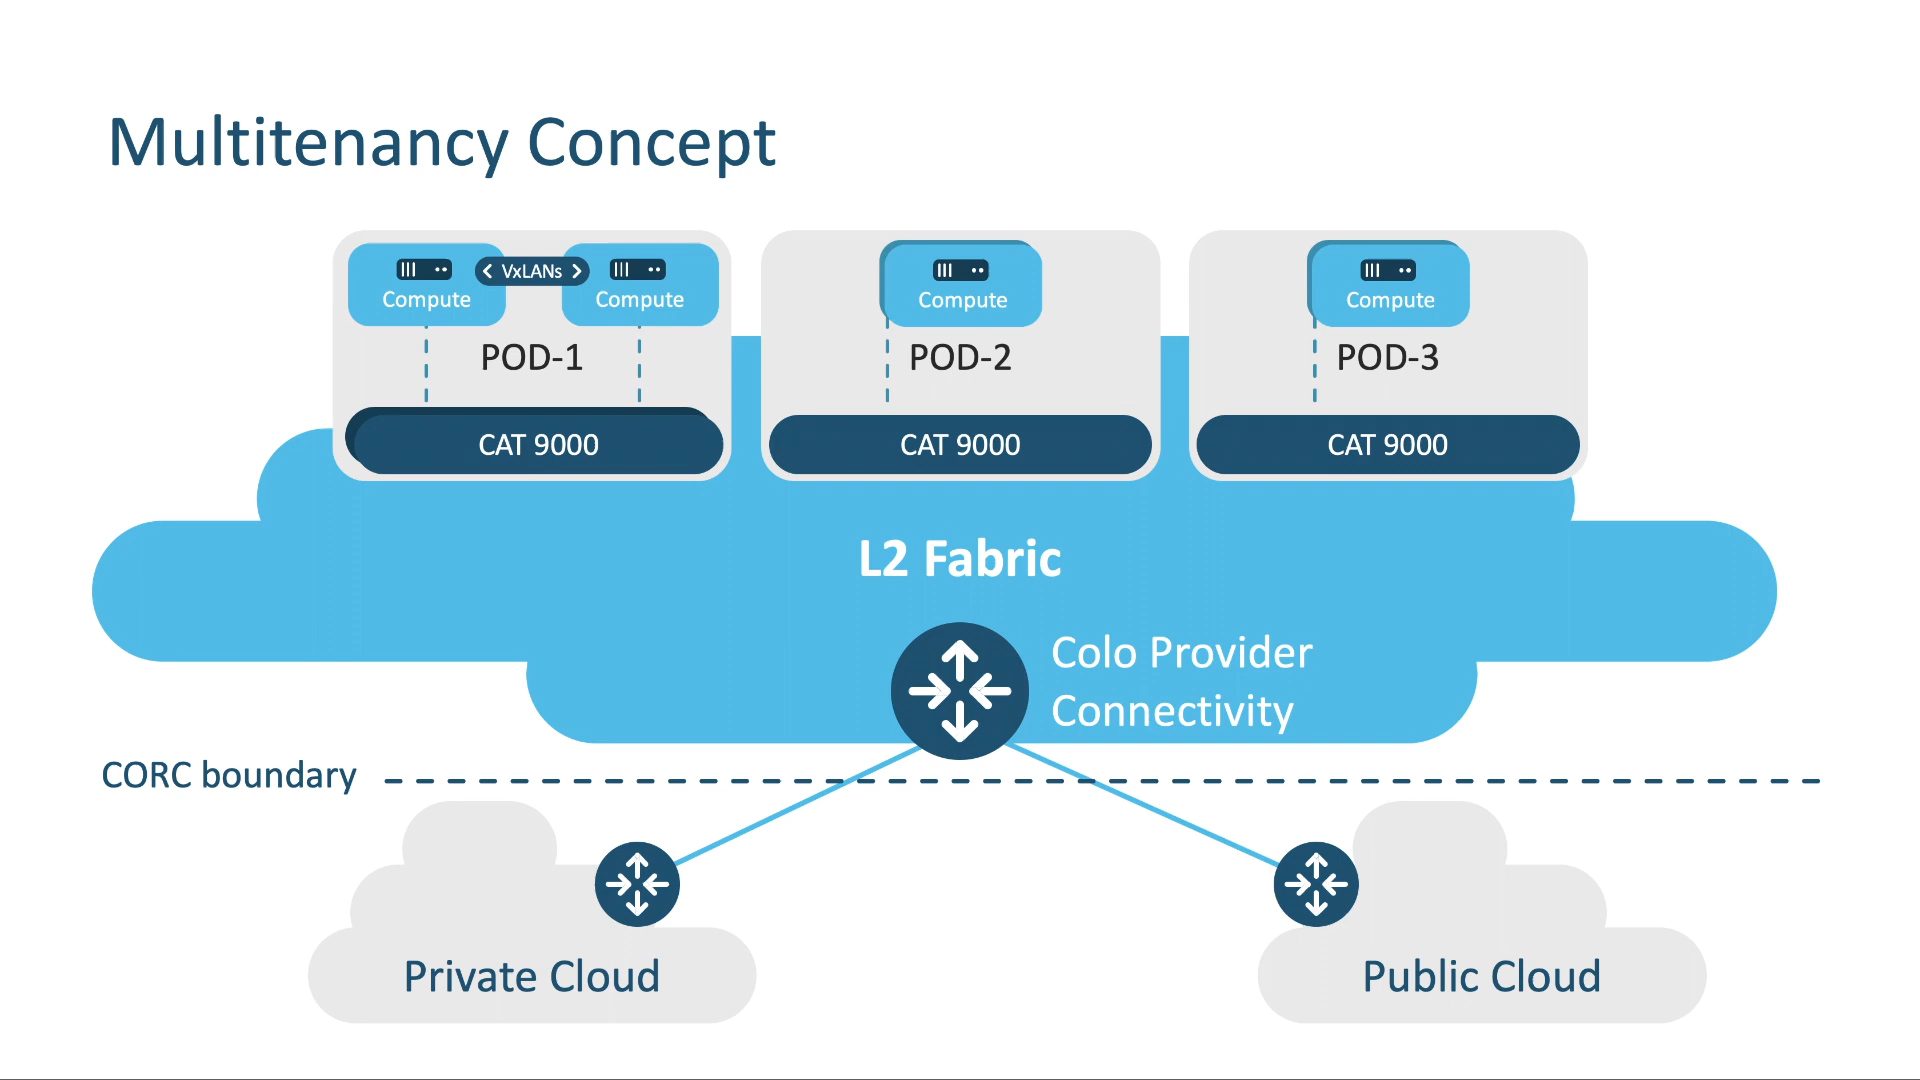 Multitenancy Concept
Compute
VxLANs
Compute
Compute
Compute
POD-1
POD-2
POD-3
CAT 9000
CAT 9000
CAT 9000
L2 Fabric
Colo Provider
Connectivity
CORC boundary
Private Cloud
Public Cloud